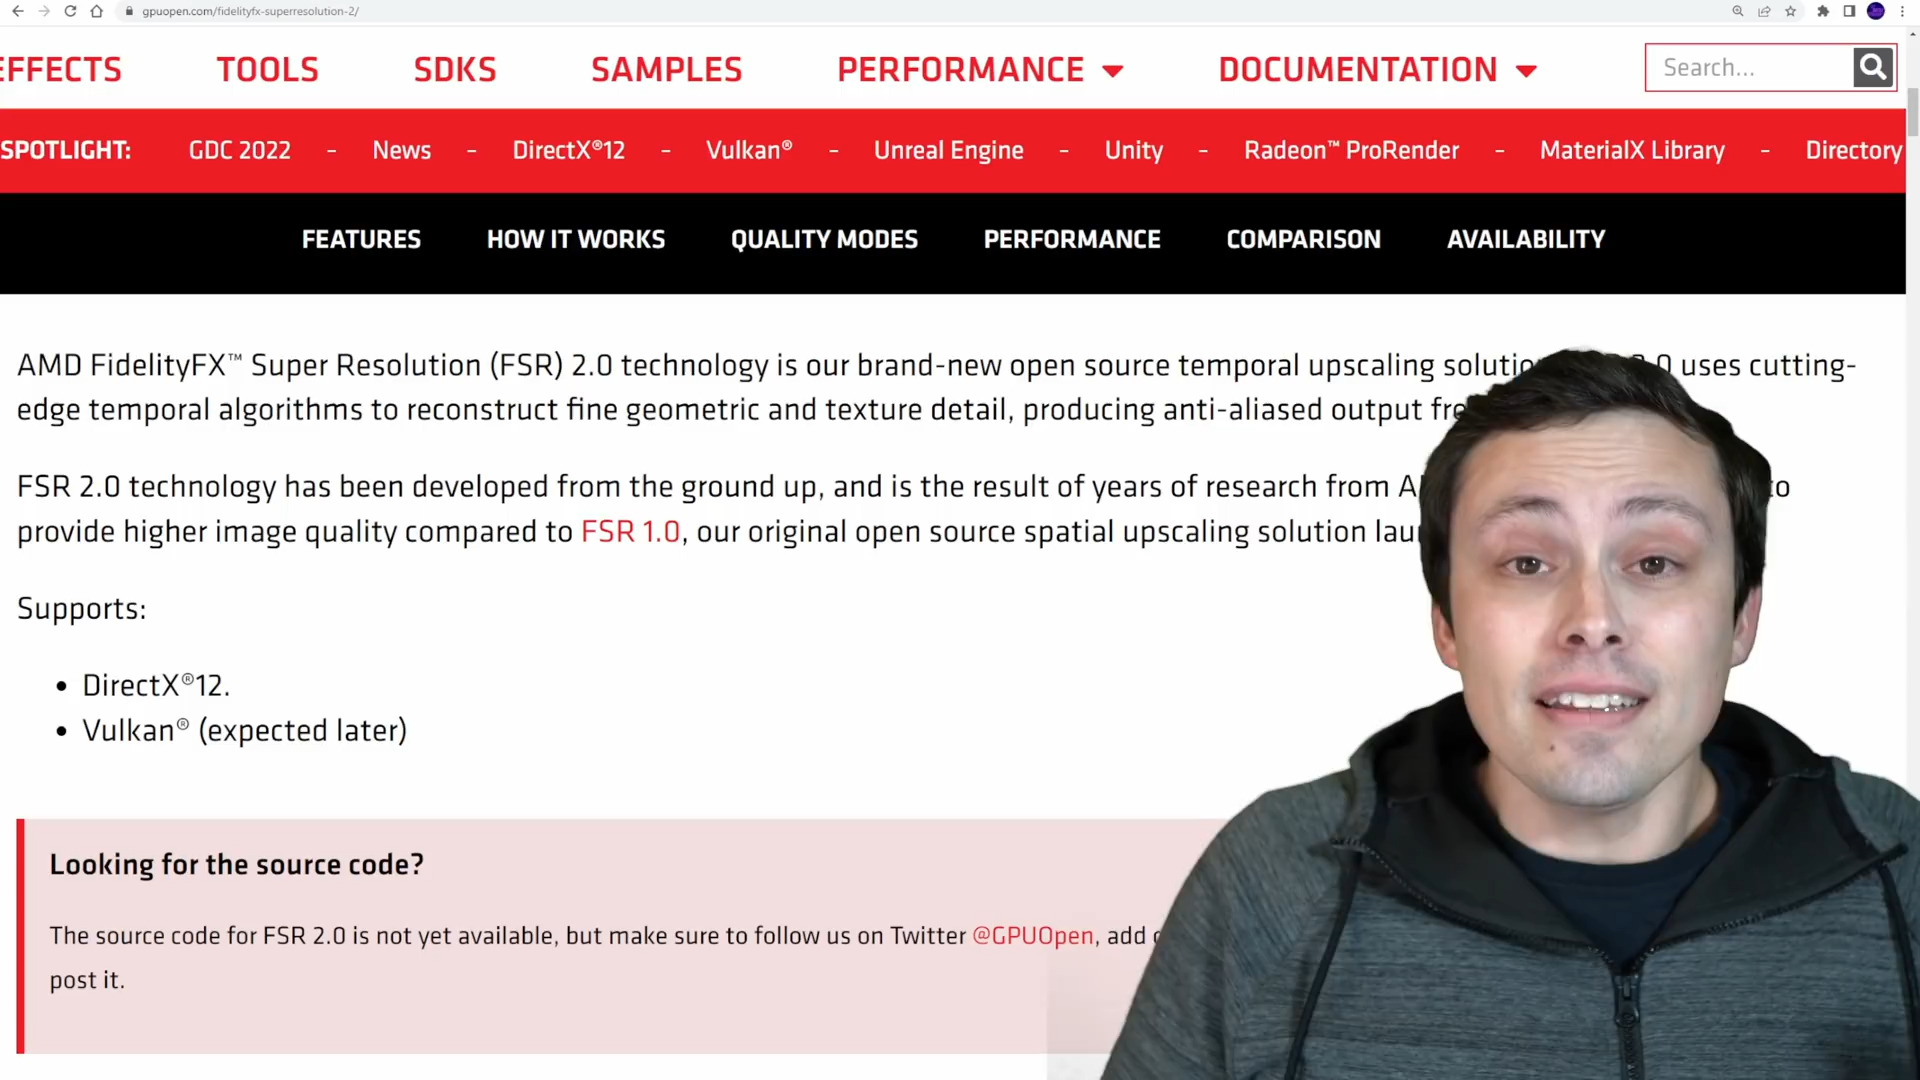 gpuopen.com/fidelityfx-superresolution-2/
EFFECTS TOOLS SDKS SAMPLES PERFORMANCE DOCUMENTATION Search...
SPOTLIGHT: GDC 2022 - News - DirectX®12 - Vulkan® - Unreal Engine - Unity - Radeon™ ProRender - MaterialX Library - Directory
FEATURES HOW IT WORKS QUALITY MODES PERFORMANCE COMPARISON AVAILABILITY
AMD FidelityFX™ Super Resolution (FSR) 2.0 technology is our brand-new open source temporal upscaling uses cutting-
edge temporal algorithms to reconstruct fine geometric and texture detail, producing anti-aliased output
FSR 2.0 technology has been developed from the ground up, and is the result of years of research from to
provide higher image quality compared to FSR 1.0, our original open source spatial upscaling solution
Supports:
• DirectX®12.
• Vulkan® (expected later)
Looking for the source code?
The source code for FSR 2.0 is not yet available, but make sure to follow us on Twitter @GPUOpen, add
post it.